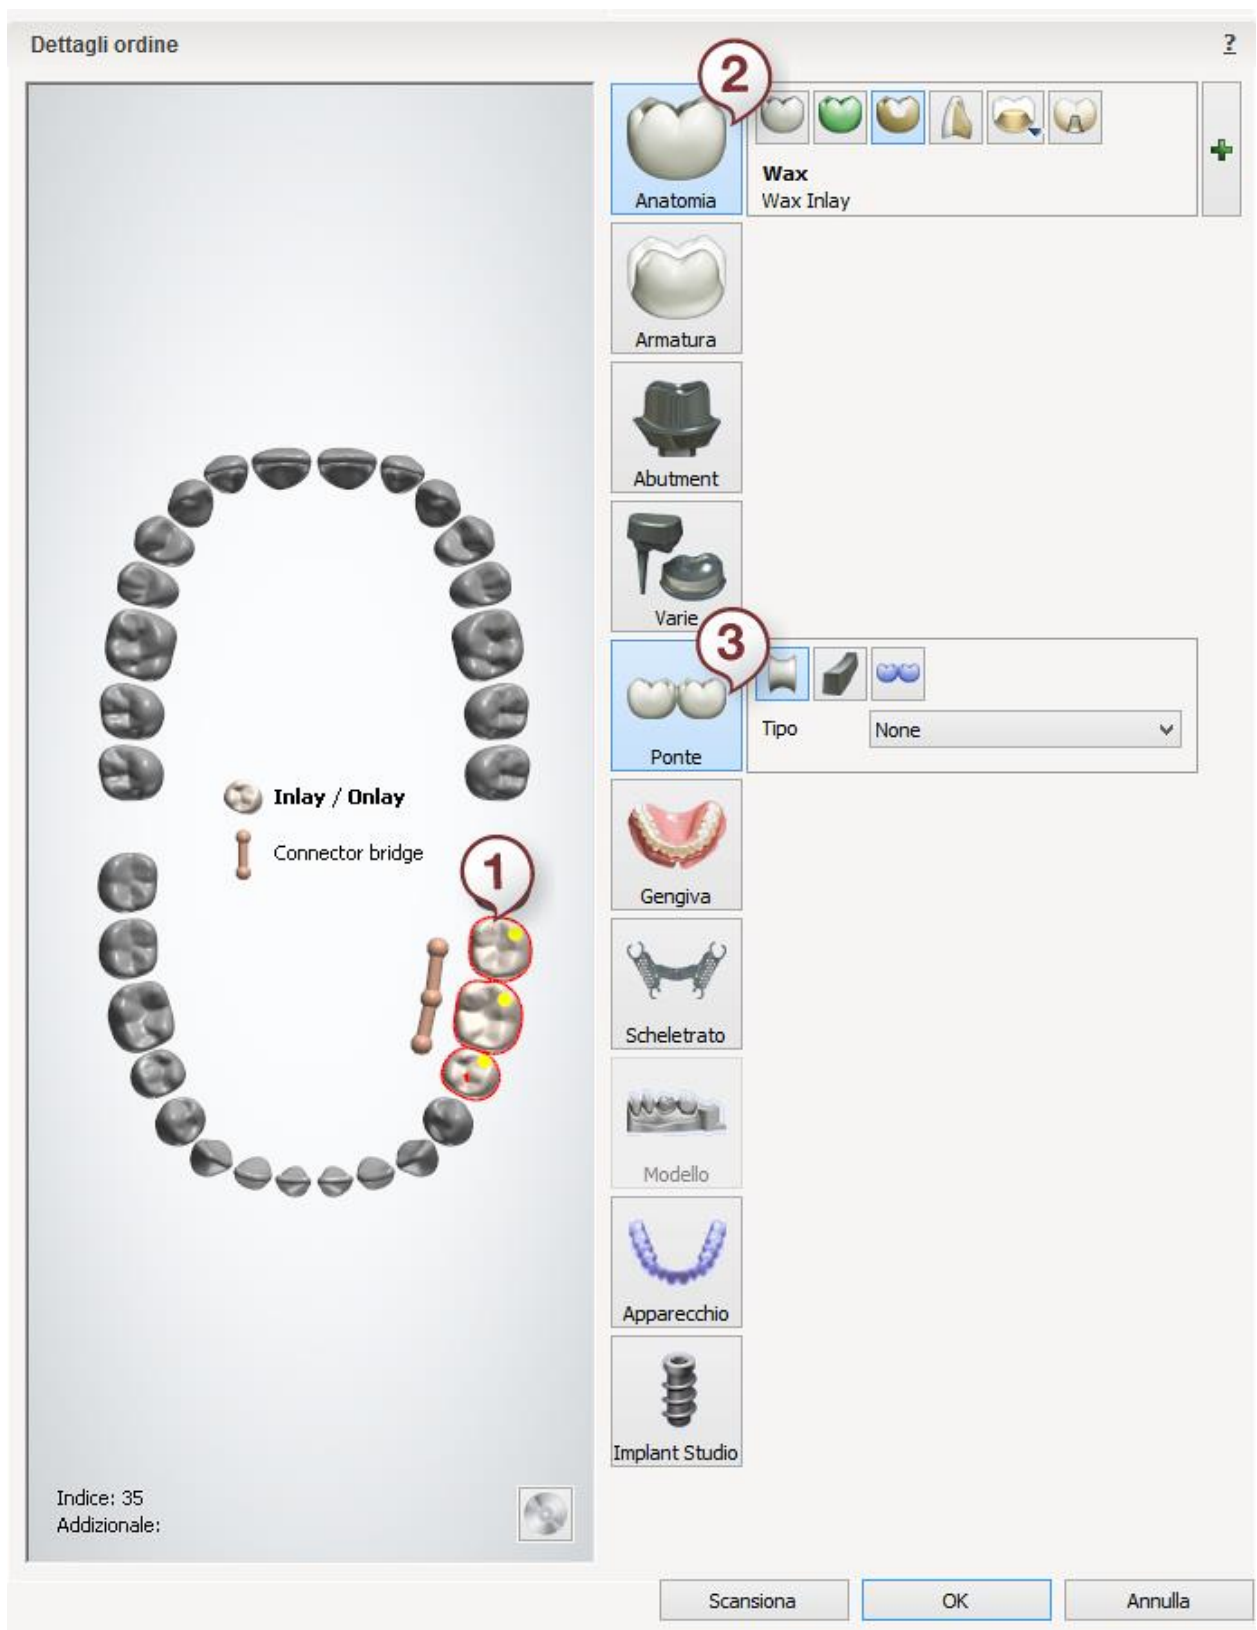 Dettagli ordine
?
2
Anatomia
Wax
Wax Inlay
Armatura
Abutment
Varie
3
Ponte
Tipo
None
Inlay / Onlay
Connector bridge
1
Gengiva
Scheletrato
Modello
Apparecchio
Implant Studio
Indice: 35
Addizionale:
Scansiona
OK
Annulla